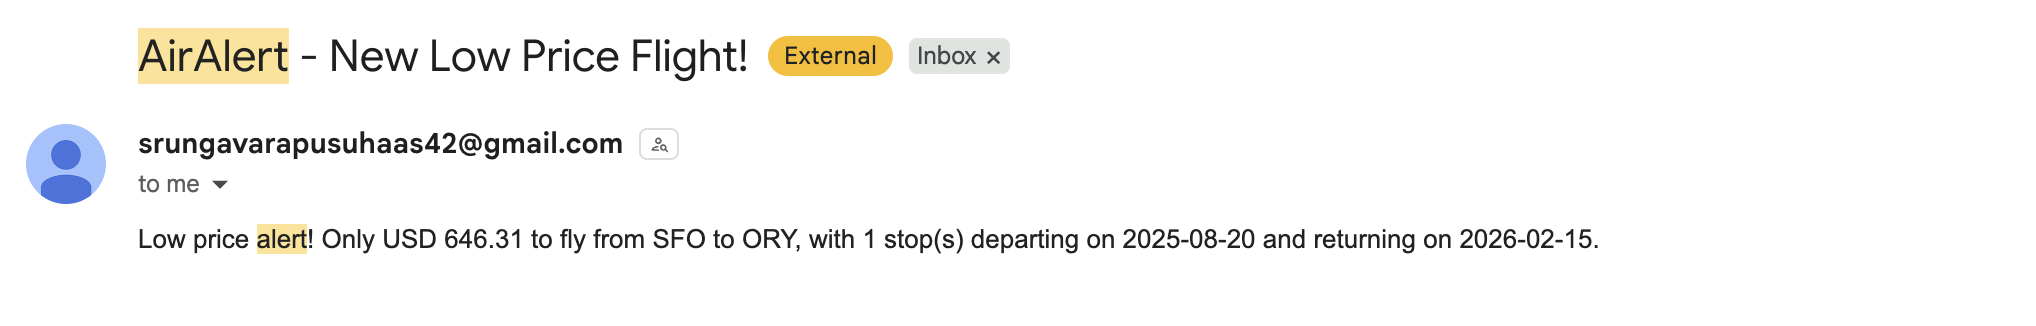 AirAlert - New Low Price Flight! External Inbox ×
srungavarapusuhaas42@gmail.com
to me
Low price alert! Only USD 646.31 to fly from SFO to ORY, with 1 stop(s) departing on 2025-08-20 and returning on 2026-02-15.